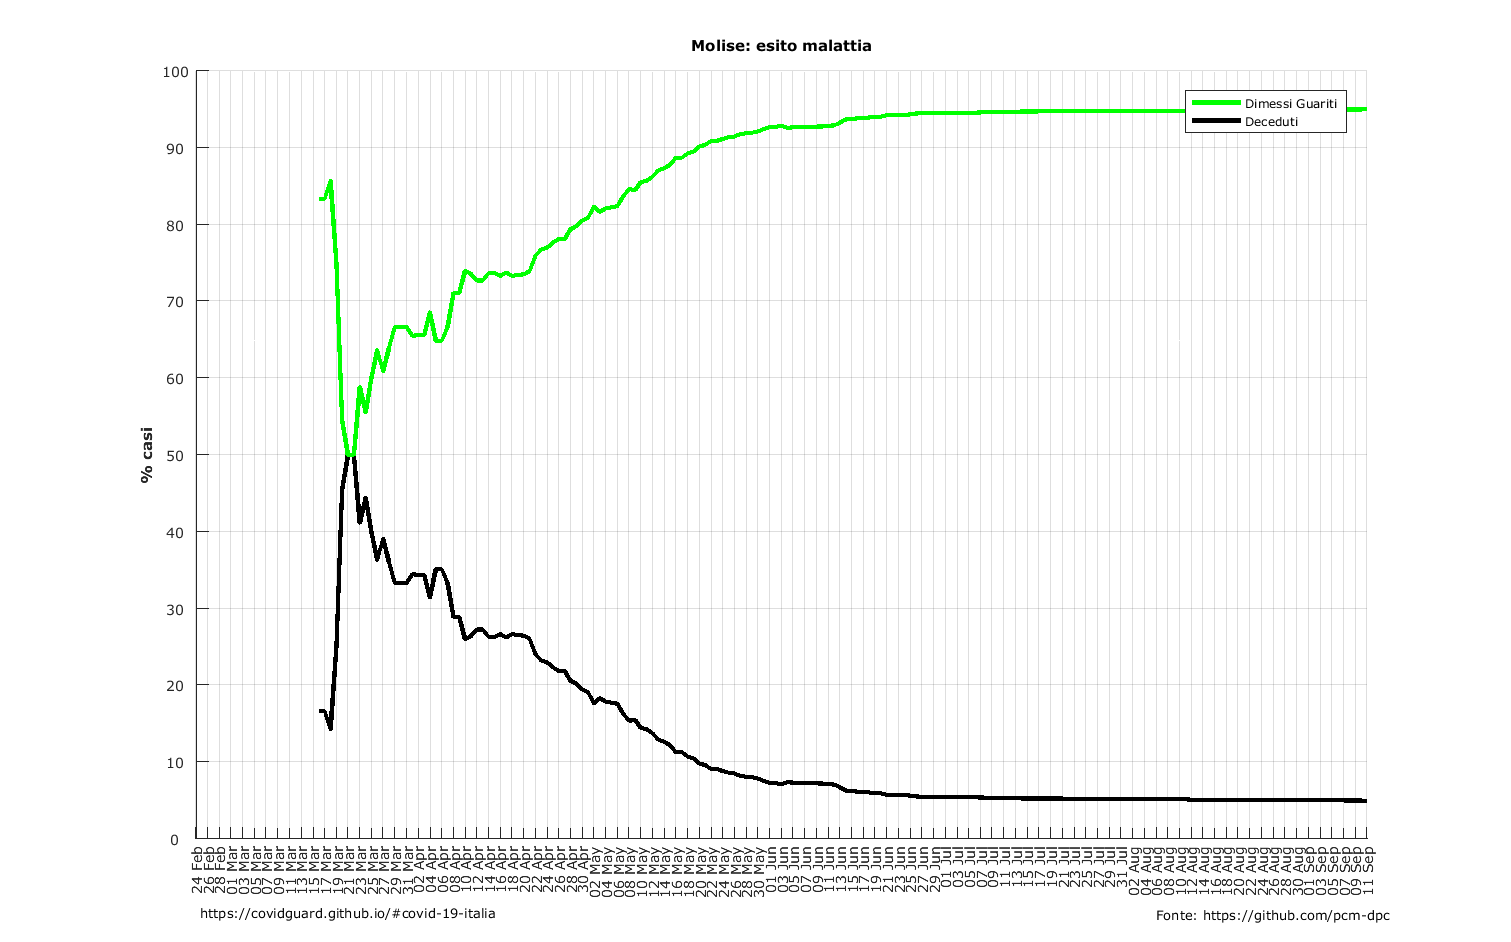 Molise: esito malattia
100
90
80
70
60
50
40
30
20
10
0
% casi
Dimessi Guariti
Deceduti
24 Feb
26 Feb
28 Feb
01 Mar
03 Mar
05 Mar
07 Mar
09 Mar
11 Mar
13 Mar
15 Mar
17 Mar
19 Mar
21 Mar
23 Mar
25 Mar
27 Mar
29 Mar
31 Mar
02 Apr
04 Apr
06 Apr
08 Apr
10 Apr
12 Apr
14 Apr
16 Apr
18 Apr
20 Apr
22 Apr
24 Apr
26 Apr
28 Apr
30 Apr
02 May
04 May
06 May
08 May
10 May
12 May
14 May
16 May
18 May
20 May
22 May
24 May
26 May
28 May
30 May
01 Jun
03 Jun
05 Jun
07 Jun
09 Jun
11 Jun
13 Jun
15 Jun
17 Jun
19 Jun
21 Jun
23 Jun
25 Jun
27 Jun
29 Jun
01 Jul
03 Jul
05 Jul
07 Jul
09 Jul
11 Jul
13 Jul
15 Jul
17 Jul
19 Jul
21 Jul
23 Jul
25 Jul
27 Jul
29 Jul
31 Jul
02 Aug
04 Aug
06 Aug
08 Aug
10 Aug
12 Aug
14 Aug
16 Aug
18 Aug
20 Aug
22 Aug
24 Aug
26 Aug
28 Aug
30 Aug
01 Sep
03 Sep
05 Sep
07 Sep
09 Sep
11 Sep
https://covidguard.github.io/#covid-19-italia
Fonte: https://github.com/pcm-dpc